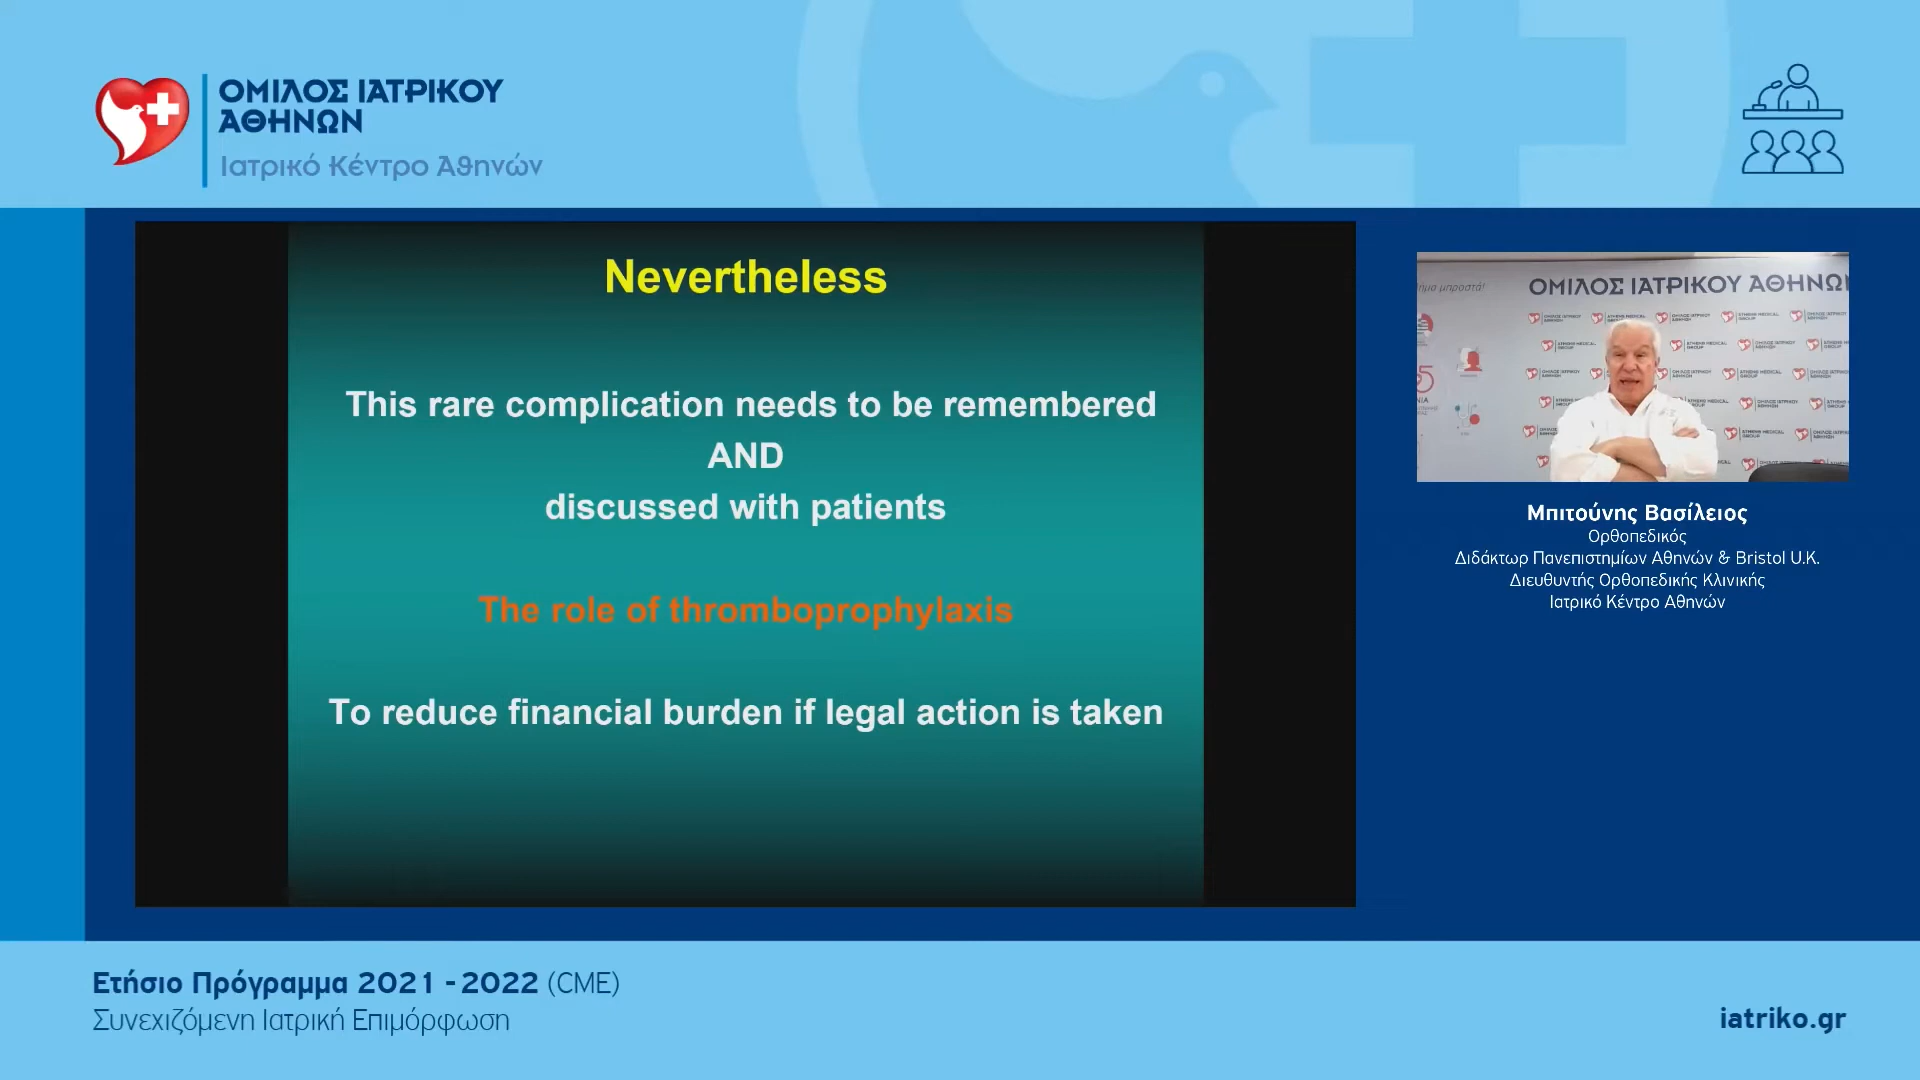 ΟΜΙΛΟΣ ΙΑΤΡΙΚΟΥ
ΑΘΗΝΩΝ
Ιατρικό Κέντρο Αθηνών
Nevertheless
This rare complication needs to be remembered
AND
discussed with patients
The role of thromboprophylaxis
To reduce financial burden if legal action is taken
ΟΜΙΛΟΣ ΙΑΤΡΙΚΟΥ ΑΘΗΝΩΝ
Μπιτούνης Βασίλειος
Ορθοπεδικός
Διδάκτωρ Πανεπιστημίων Αθηνών & Bristol U.K.
Διευθυντής Ορθοπεδικής Κλινικής
Ιατρικό Κέντρο Αθηνών
Ετήσιο Πρόγραμμα 2021 - 2022 (CME)
Συνεχιζόμενη Ιατρική Επιμόρφωση
iatriko.gr